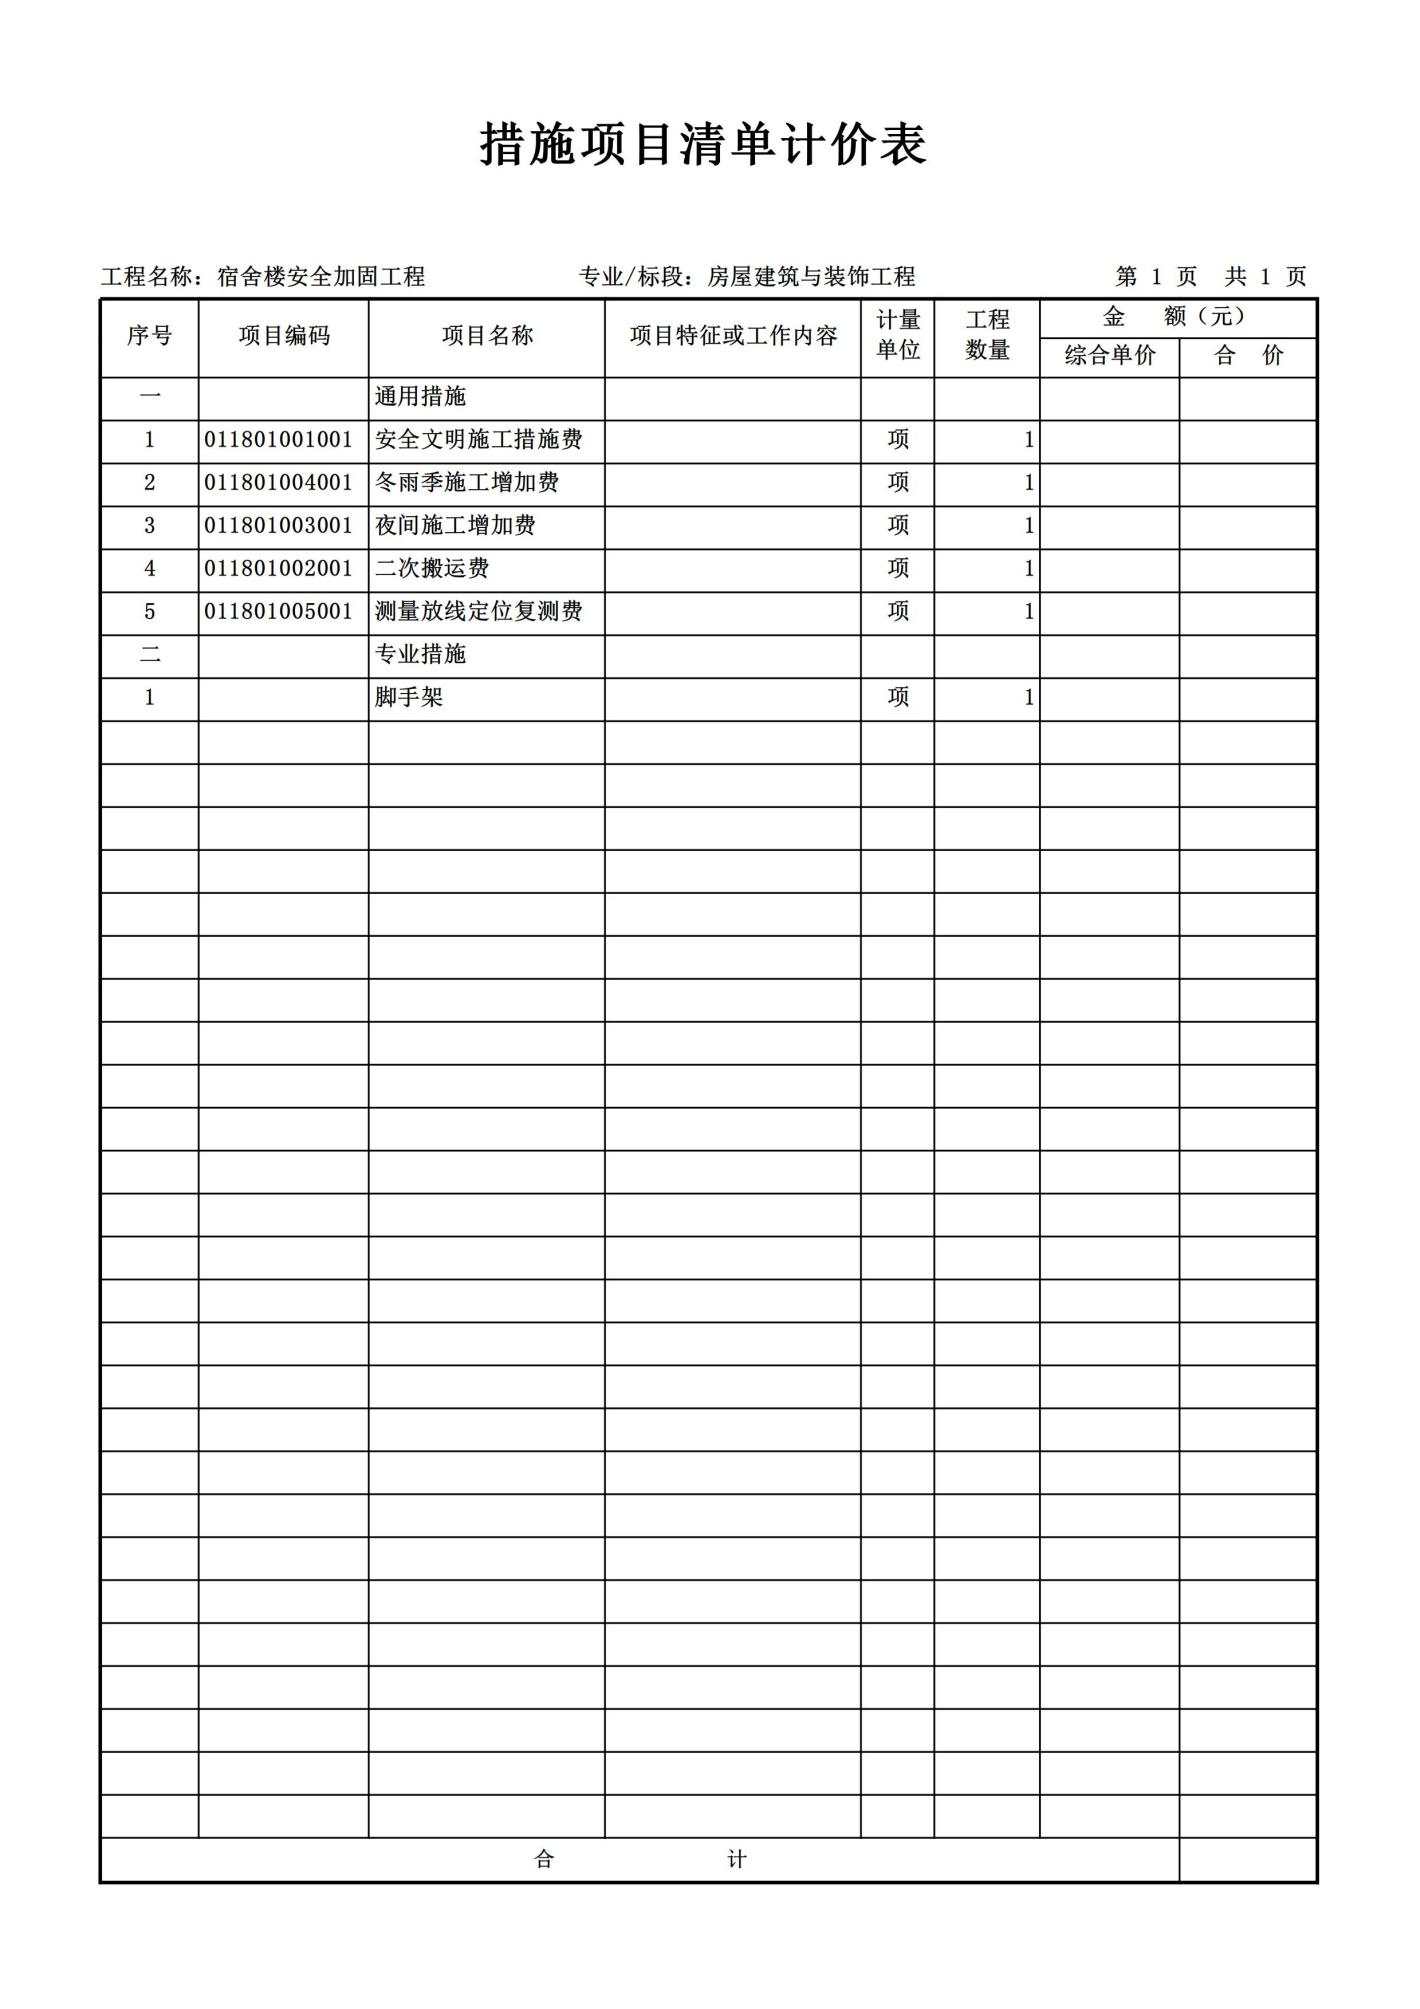 措施项目清单计价表
工程名称：宿舍楼安全加固工程 专业/标段：房屋建筑与装饰工程 第 1 页 共 1 页
序号 项目编码 项目名称 项目特征或工作内容 计量单位 工程数量 金 额（元）
综合单价 合 价
一 通用措施
1 011801001001 安全文明施工措施费 项 1
2 011801004001 冬雨季施工增加费 项 1
3 011801003001 夜间施工增加费 项 1
4 011801002001 二次搬运费 项 1
5 011801005001 测量放线定位复测费 项 1
二 专业措施
1 脚手架 项 1
合 计